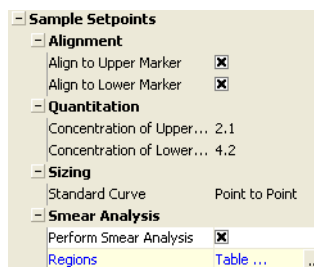 Sample Setpoints
Alignment
Align to Upper Marker
Align to Lower Marker
Quantitation
Concentration of Upper... 2.1
Concentration of Lower... 4.2
Sizing
Standard Curve Point to Point
Smear Analysis
Perform Smear Analysis
Regions Table ... ..